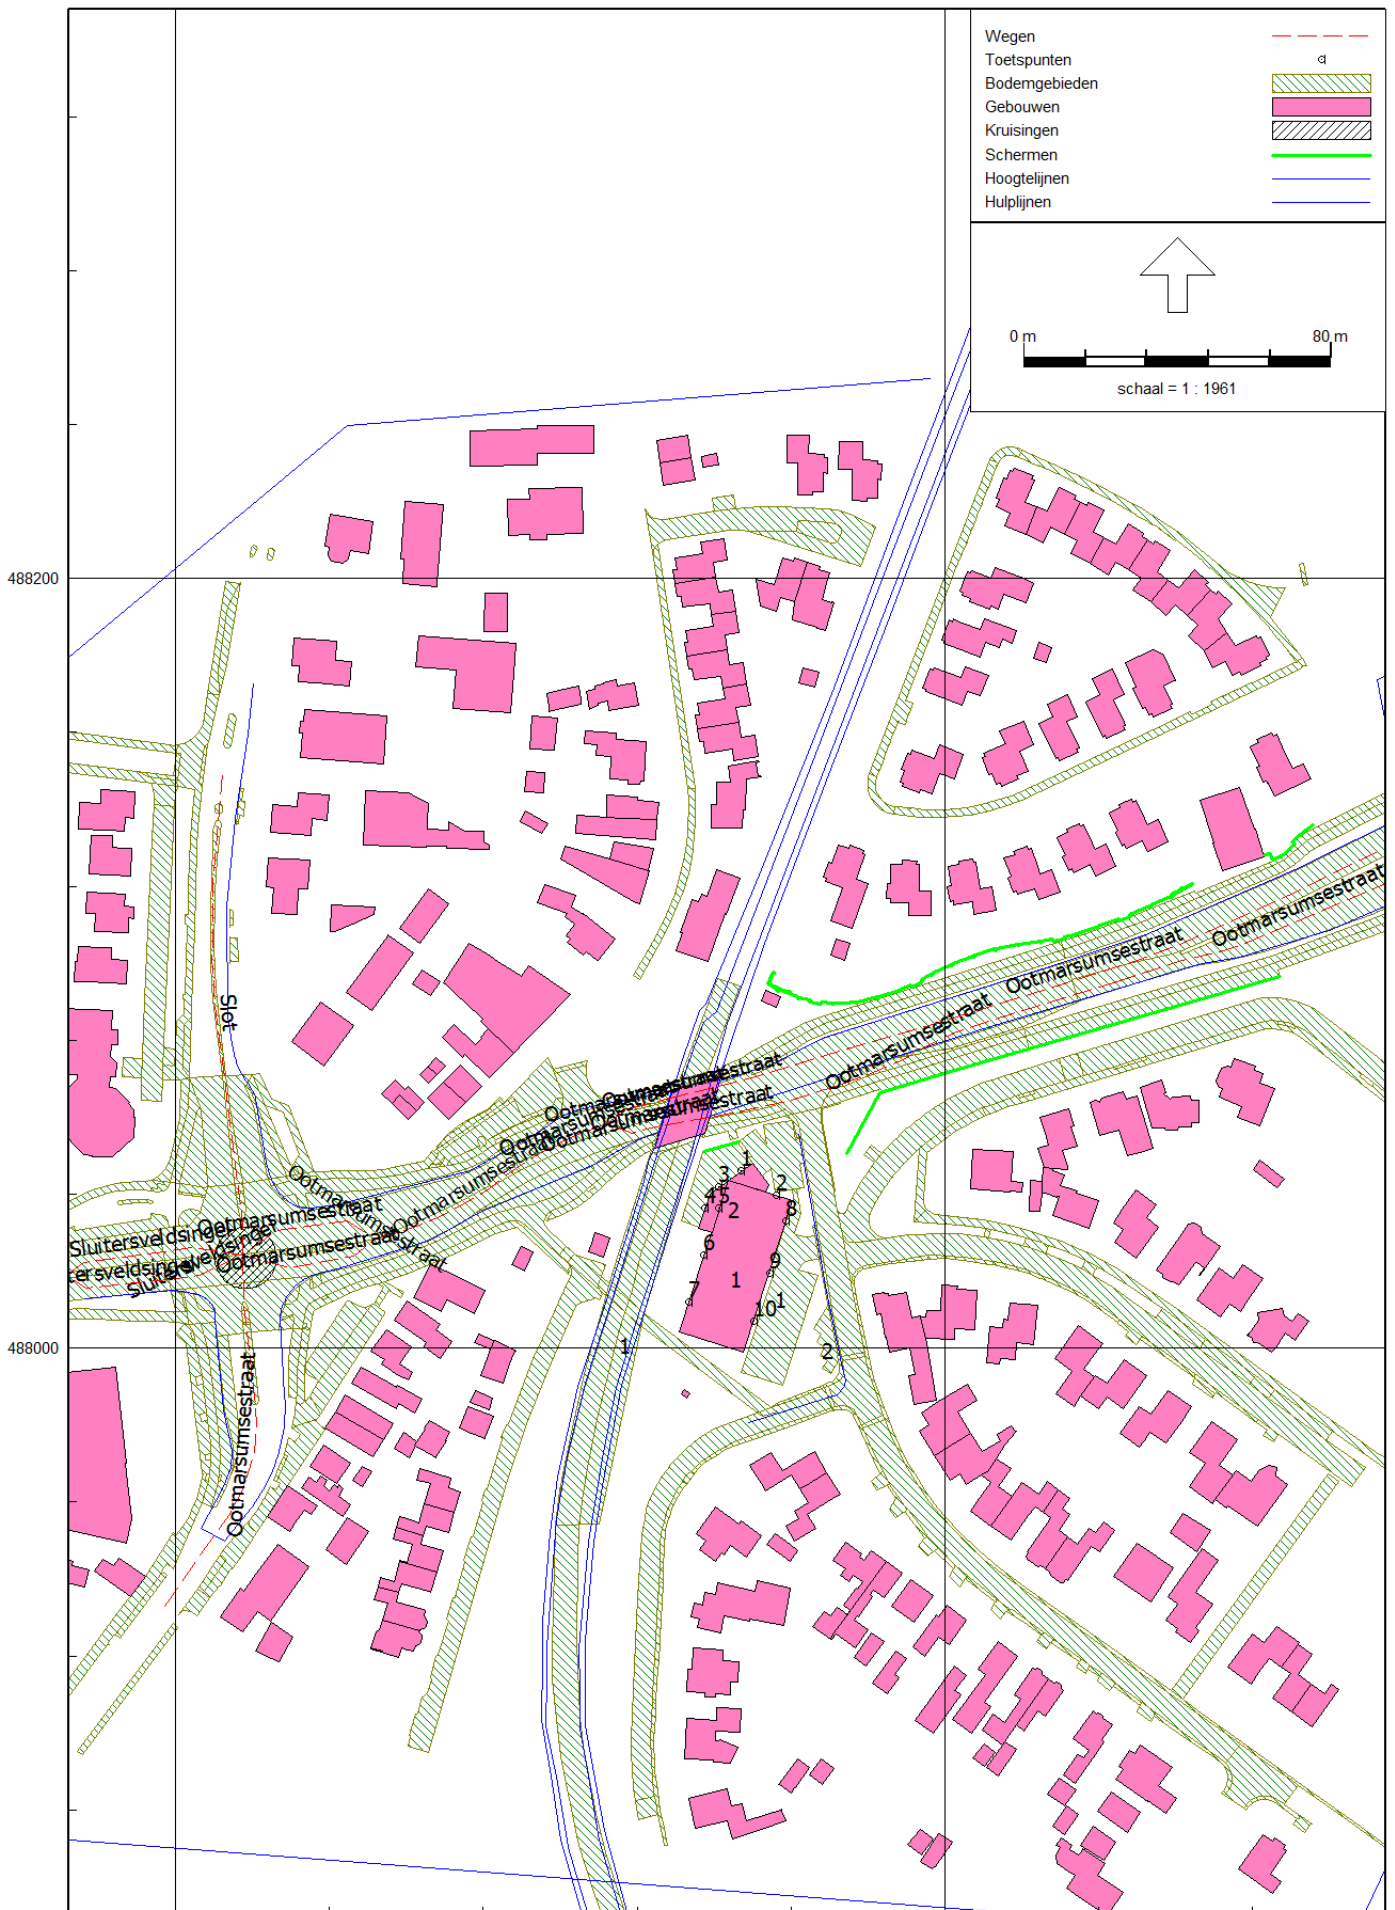 Wegen
Toetspunten
Bodemgebieden
Gebouwen
Kruisingen
Schermen
Hoogtelijnen
Hulplijnen
0 m 80 m
schaal = 1 : 1961
488200
Ootmarsumsestraat
Ootmarsumsestraat
Ootmarsumsestraat
Slot
Ootmarsumsestraat
Ootmarsumsestraat
Ootmarsumsestraat
1
3
2
4 5
2
8
Ootmarsumsestraat
Sluitersveldsingel
Ootmarsumsestraat
6
9
1
7
1
10
1
2
488000
Ootmarsumsestraat